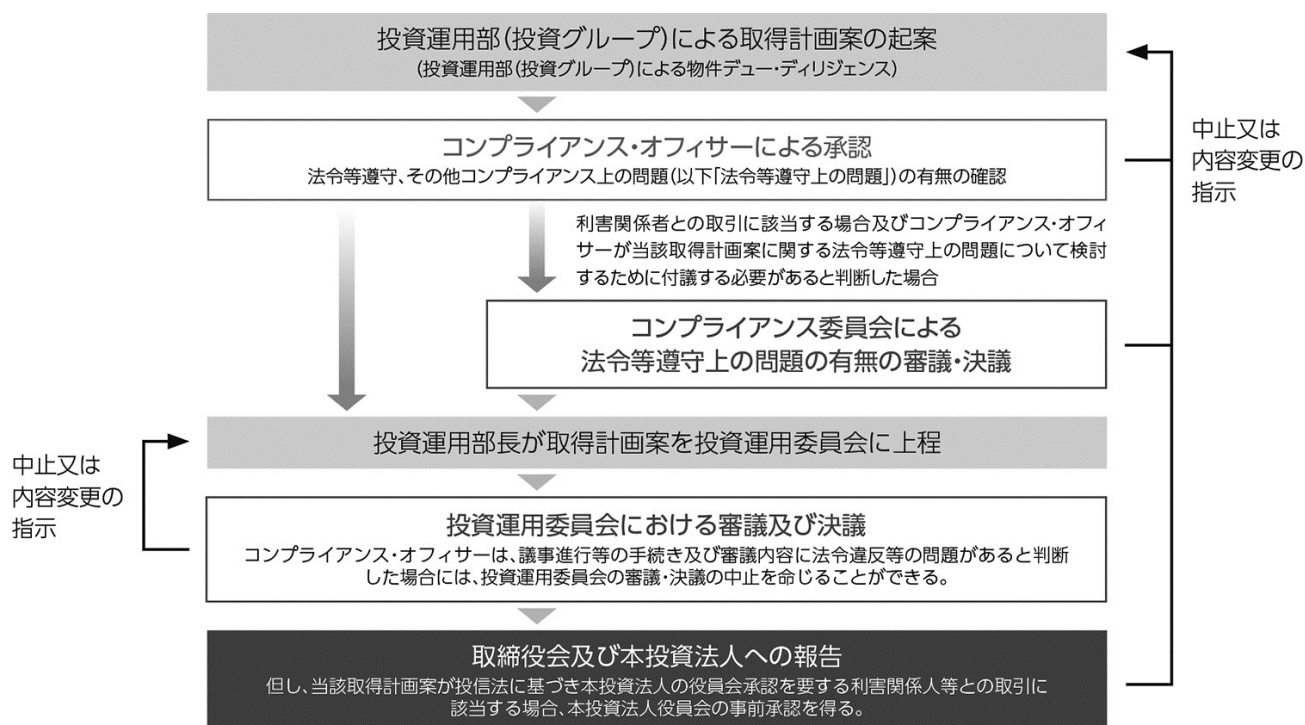 投資運用部(投資グループ)による取得計画案の起案
(投資運用部(投資グループ)による物件デュー・ディリジェンス)
コンプライアンス・オフィサーによる承認
法令等遵守、その他コンプライアンス上の問題(以下「法令等遵守上の問題」)の有無の確認
中止又は
内容変更の
指示
利害関係者との取引に該当する場合及びコンプライアンス・オフィ
サーが当該取得計画案に関する法令等遵守上の問題について検討
するために付議する必要があると判断した場合
コンプライアンス委員会による
法令等遵守上の問題の有無の審議・決議
投資運用部長が取得計画案を投資運用委員会に上程
中止又は
内容変更の
指示
投資運用委員会における審議及び決議
コンプライアンス・オフィサーは、議事進行等の手続き及び審議内容に法令違反等の問題があると判断
した場合には、投資運用委員会の審議・決議の中止を命じることができる。
取締役会及び本投資法人への報告
但し、当該取得計画案が投信法に基づき本投資法人の役員会承認を要する利害関係人等との取引に
該当する場合、本投資法人役員会の事前承認を得る。